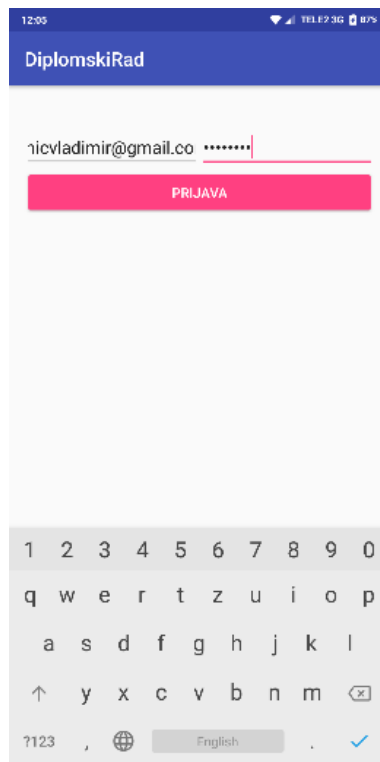 12:05 TELE2 3G 87%
DiplomskiRad
nicvladimir@gmail.co ••••••••
PRIJAVA
1 2 3 4 5 6 7 8 9 0
q w e r t z u i o p
a s d f g h j k l
y x c v b n m
?123 , English .